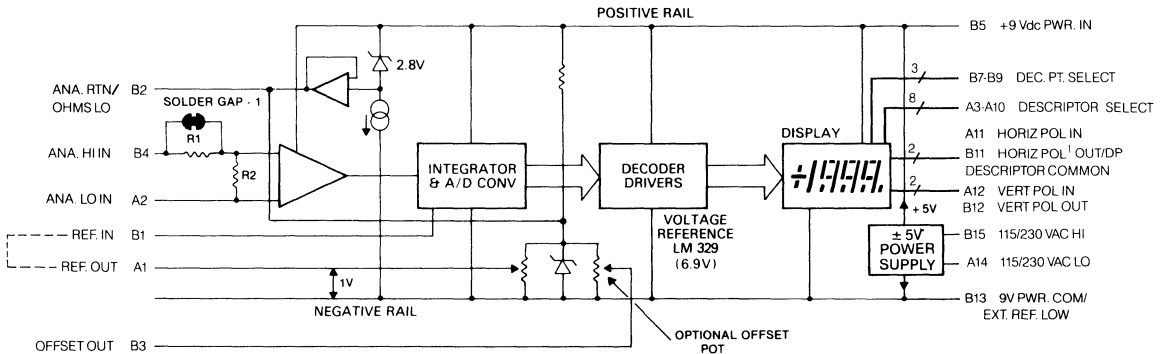 POSITIVE RAIL
B5 +9 Vdc PWR. IN
2.8V
3
B7-B9 DEC. PT. SELECT
ANA. RTN/ B2
OHMS LO
SOLDER GAP - 1
8
A3-A10 DESCRIPTOR SELECT
R1
DISPLAY
A11 HORIZ POL IN
ANA. HI IN B4
INTEGRATOR
& A/D CONV
DECODER
DRIVERS
+1,8,8,8.
2
B11 HORIZ POL1 OUT/DP
DESCRIPTOR COMMON
R2
2
A12 VERT POL IN
ANA. LO IN A2
+5V
B12 VERT POL OUT
VOLTAGE
REFERENCE
LM 329
(6.9V)
REF. IN B1
± 5V
POWER
SUPPLY
B15 115/230 VAC HI
REF. OUT A1
A14 115/230 VAC LO
1V
NEGATIVE RAIL
B13 9V PWR. COM/
EXT. REF. LOW
OPTIONAL OFFSET
POT
OFFSET OUT B3